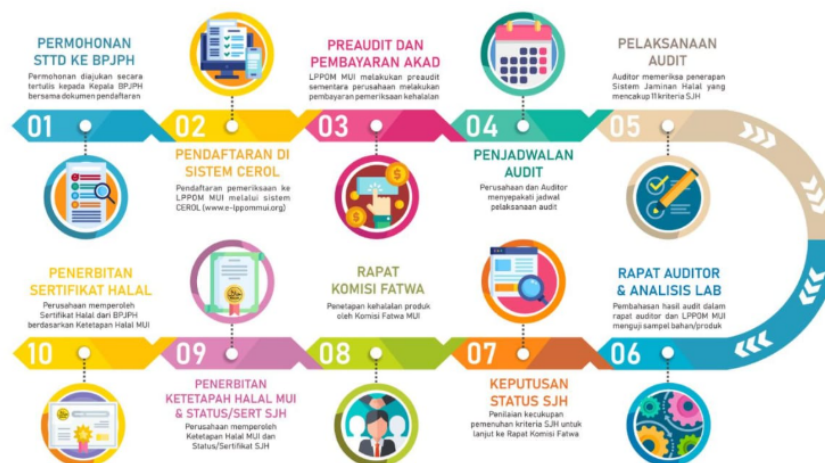 PERMOHONAN
STTD KE BPJPH
Permohonan diajukan secara
tertulis kepada Kepala BPJPH
bersama dokumen pendaftaran
01
02
PENDAFTARAN DI
SISTEM CEROL
Pendaftaran pemeriksaan ke
LPPOM MUI melalui sistem
CEROL (www.e-lppommui.org)
PREAUDIT DAN
PEMBAYARAN AKAD
LPPOM MUI melakukan preaudit
sementara perusahaan melakukan
pembayaran pemeriksaan kehalalan
03
04
PENJADWALAN
AUDIT
Perusahaan dan Auditor
menyepakati jadwal
pelaksanaan audit
PELAKSANAAN
AUDIT
Auditor memeriksa penerapan
Sistem Jaminan Halal yang
mencakup 11 kriteria SJH
05
RAPAT AUDITOR
& ANALISIS LAB
Pembahasan hasil audit dalam
rapat auditor dan LPPOM MUI
menguji sampel bahan/produk
06
07
KEPUTUSAN
STATUS SJH
Penilaian kecukupan
pemenuhan kriteria SJH untuk
lanjut ke Rapat Komisi Fatwa
RAPAT
KOMISI FATWA
Penetapan kehalalan produk
oleh Komisi Fatwa MUI
08
09
PENERBITAN
KETETAPAH HALAL MUI
& STATUS/SERT SJH
Perusahaan memperoleh
Ketetapan Halal MUI dan
Status/Sertifikat SJH
PENERBITAN
SERTIFIKAT HALAL
Perusahaan memperoleh
Sertifikat Halal dari BPJPH
berdasarkan Ketetapan Halal MUI
10